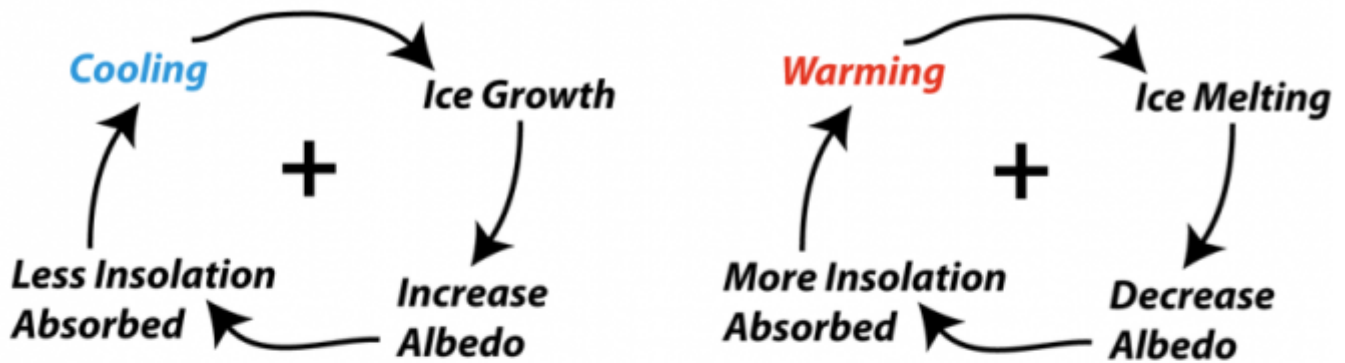 Cooling
Ice Growth
+
Increase
Albedo
Less Insolation
Absorbed
Warming
Ice Melting
+
Decrease
Albedo
More Insolation
Absorbed